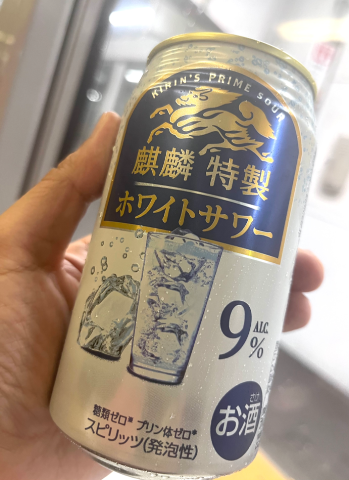 KIRIN'S PRIME SOUR
麒麟 特製
ホワイトサワー
9 ALC. %
糖類ゼロ※ プリン体ゼロ※
スピリッツ(発泡性)
お酒